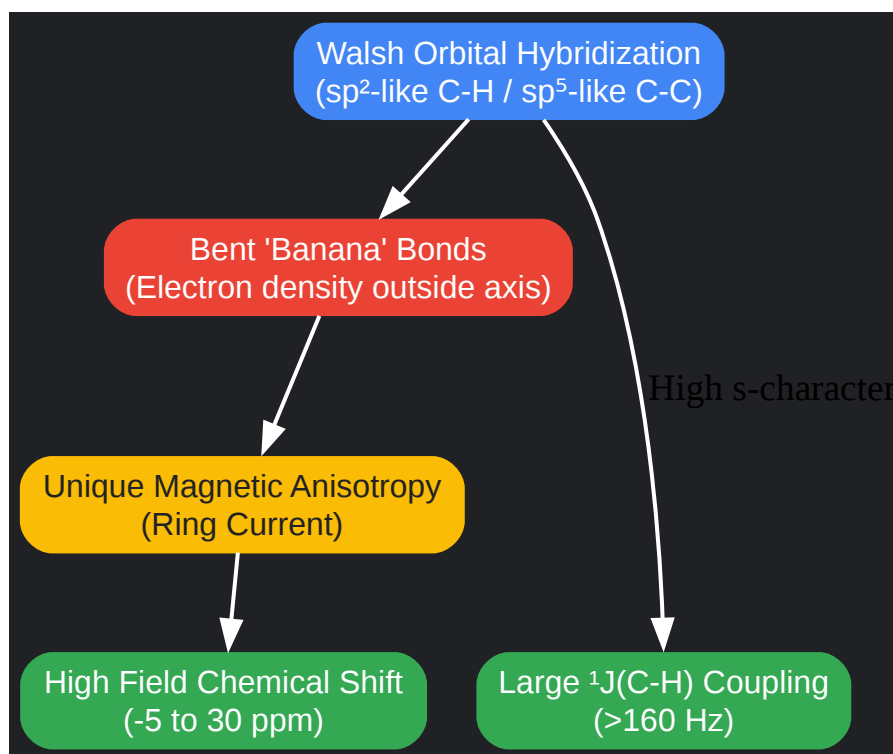 Walsh Orbital Hybridization
(sp²-like C-H / sp⁵-like C-C)
Bent 'Banana' Bonds
(Electron density outside axis)
High s-character
Unique Magnetic Anisotropy
(Ring Current)
High Field Chemical Shift
(-5 to 30 ppm)
Large ¹J(C-H) Coupling
(>160 Hz)